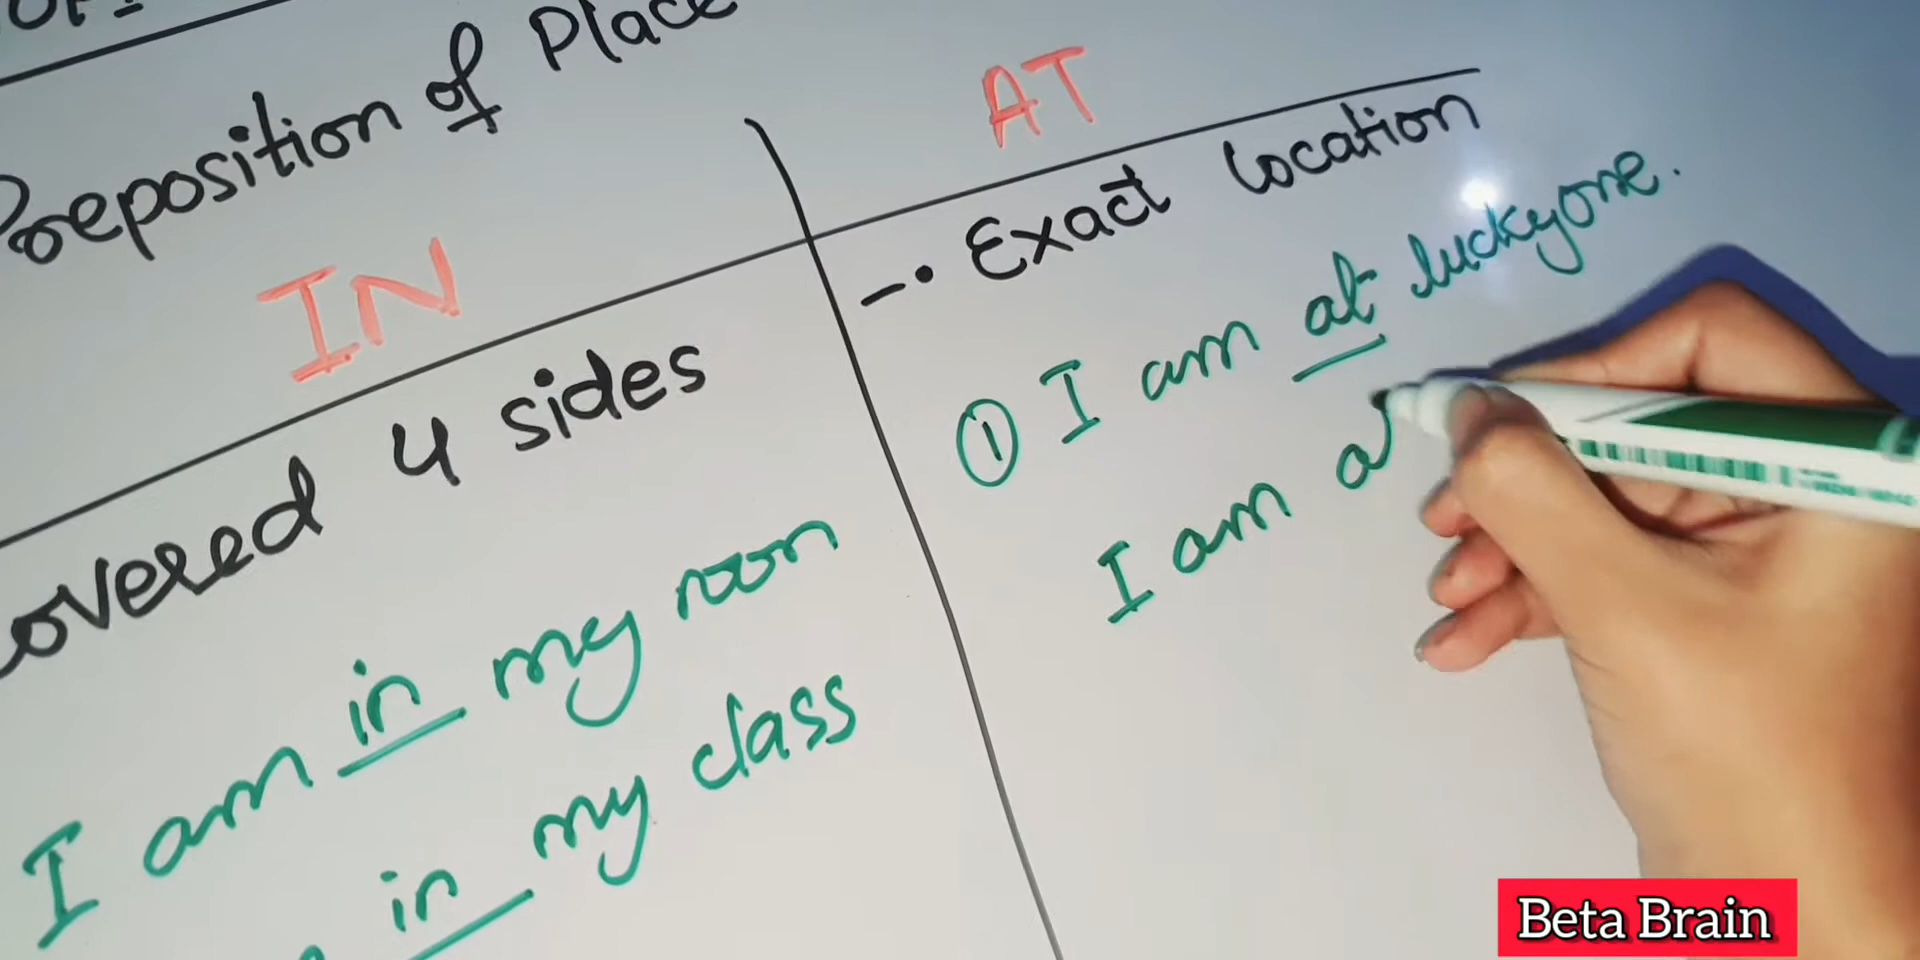 Preposition of Place
IN
AT
overed 4 sides
-. Exact location
I am in my room
① I am at luckyone.
in my class
I am a
Beta Brain